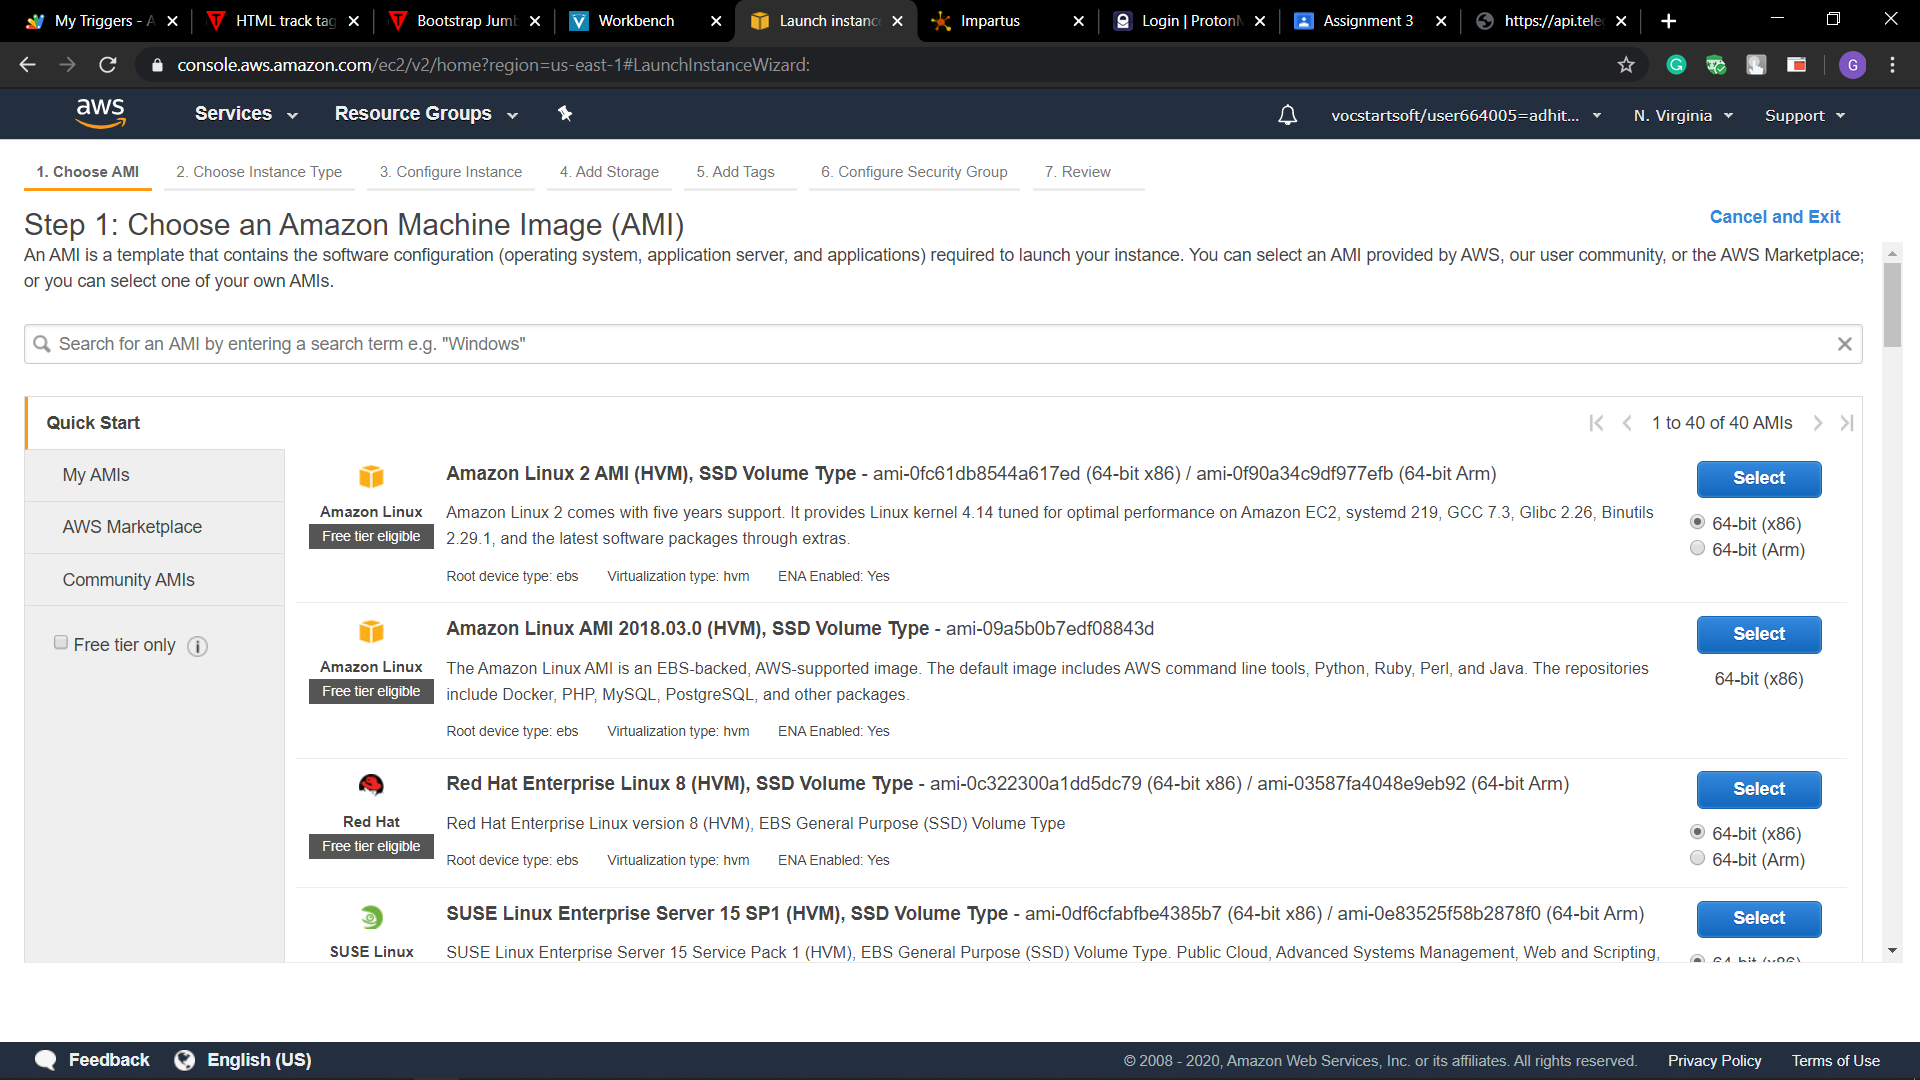 My Triggers - A
HTML track tag
Bootstrap Jumb
Workbench
Launch instanc
Impartus
Login | ProtonM
Assignment 3
https://api.tele
console.aws.amazon.com/ec2/v2/home?region=us-east-1#LaunchInstanceWizard:
G
aws
Services
Resource Groups
vocstartsoft/user664005=adhit...
N. Virginia
Support
1. Choose AMI
2. Choose Instance Type
3. Configure Instance
4. Add Storage
5. Add Tags
6. Configure Security Group
7. Review
Step 1: Choose an Amazon Machine Image (AMI)
Cancel and Exit
An AMI is a template that contains the software configuration (operating system, application server, and applications) required to launch your instance. You can select an AMI provided by AWS, our user community, or the AWS Marketplace;
or you can select one of your own AMIs.
Search for an AMI by entering a search term e.g. "Windows"
Quick Start
My AMIs
AWS Marketplace
Community AMIs
Free tier only
1 to 40 of 40 AMIs
Amazon Linux
Free tier eligible
Amazon Linux 2 AMI (HVM), SSD Volume Type - ami-0fc61db8544a617ed (64-bit x86) / ami-0f90a34c9df977efb (64-bit Arm)
Amazon Linux 2 comes with five years support. It provides Linux kernel 4.14 tuned for optimal performance on Amazon EC2, systemd 219, GCC 7.3, Glibc 2.26, Binutils
2.29.1, and the latest software packages through extras.
Root device type: ebs Virtualization type: hvm ENA Enabled: Yes
Select
64-bit (x86)
64-bit (Arm)
Amazon Linux
Free tier eligible
Amazon Linux AMI 2018.03.0 (HVM), SSD Volume Type - ami-09a5b0b7edf08843d
The Amazon Linux AMI is an EBS-backed, AWS-supported image. The default image includes AWS command line tools, Python, Ruby, Perl, and Java. The repositories
include Docker, PHP, MySQL, PostgreSQL, and other packages.
Root device type: ebs Virtualization type: hvm ENA Enabled: Yes
Select
64-bit (x86)
Red Hat
Free tier eligible
Red Hat Enterprise Linux 8 (HVM), SSD Volume Type - ami-0c322300a1dd5dc79 (64-bit x86) / ami-03587fa4048e9eb92 (64-bit Arm)
Red Hat Enterprise Linux version 8 (HVM), EBS General Purpose (SSD) Volume Type
Root device type: ebs Virtualization type: hvm ENA Enabled: Yes
Select
64-bit (x86)
64-bit (Arm)
SUSE Linux
SUSE Linux Enterprise Server 15 SP1 (HVM), SSD Volume Type - ami-0df6cfabfbe4385b7 (64-bit x86) / ami-0e83525f58b2878f0 (64-bit Arm)
SUSE Linux Enterprise Server 15 Service Pack 1 (HVM), EBS General Purpose (SSD) Volume Type. Public Cloud, Advanced Systems Management, Web and Scripting,
Select
64-bit (x86)
Feedback
English (US)
© 2008 - 2020, Amazon Web Services, Inc. or its affiliates. All rights reserved.
Privacy Policy
Terms of Use